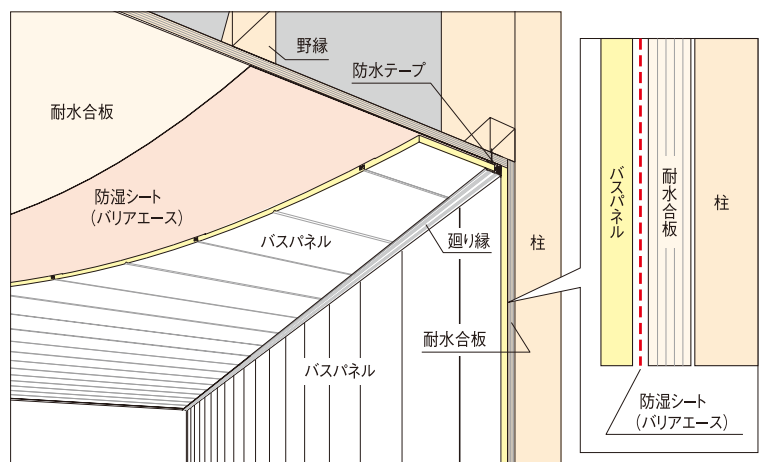 野縁
防水テープ
耐水合板
防湿シート
（バリアエース）
バスパネル
廻り縁
柱
耐水合板
バスパネル
バスパネル
耐水合板
柱
防湿シート
（バリアエース）